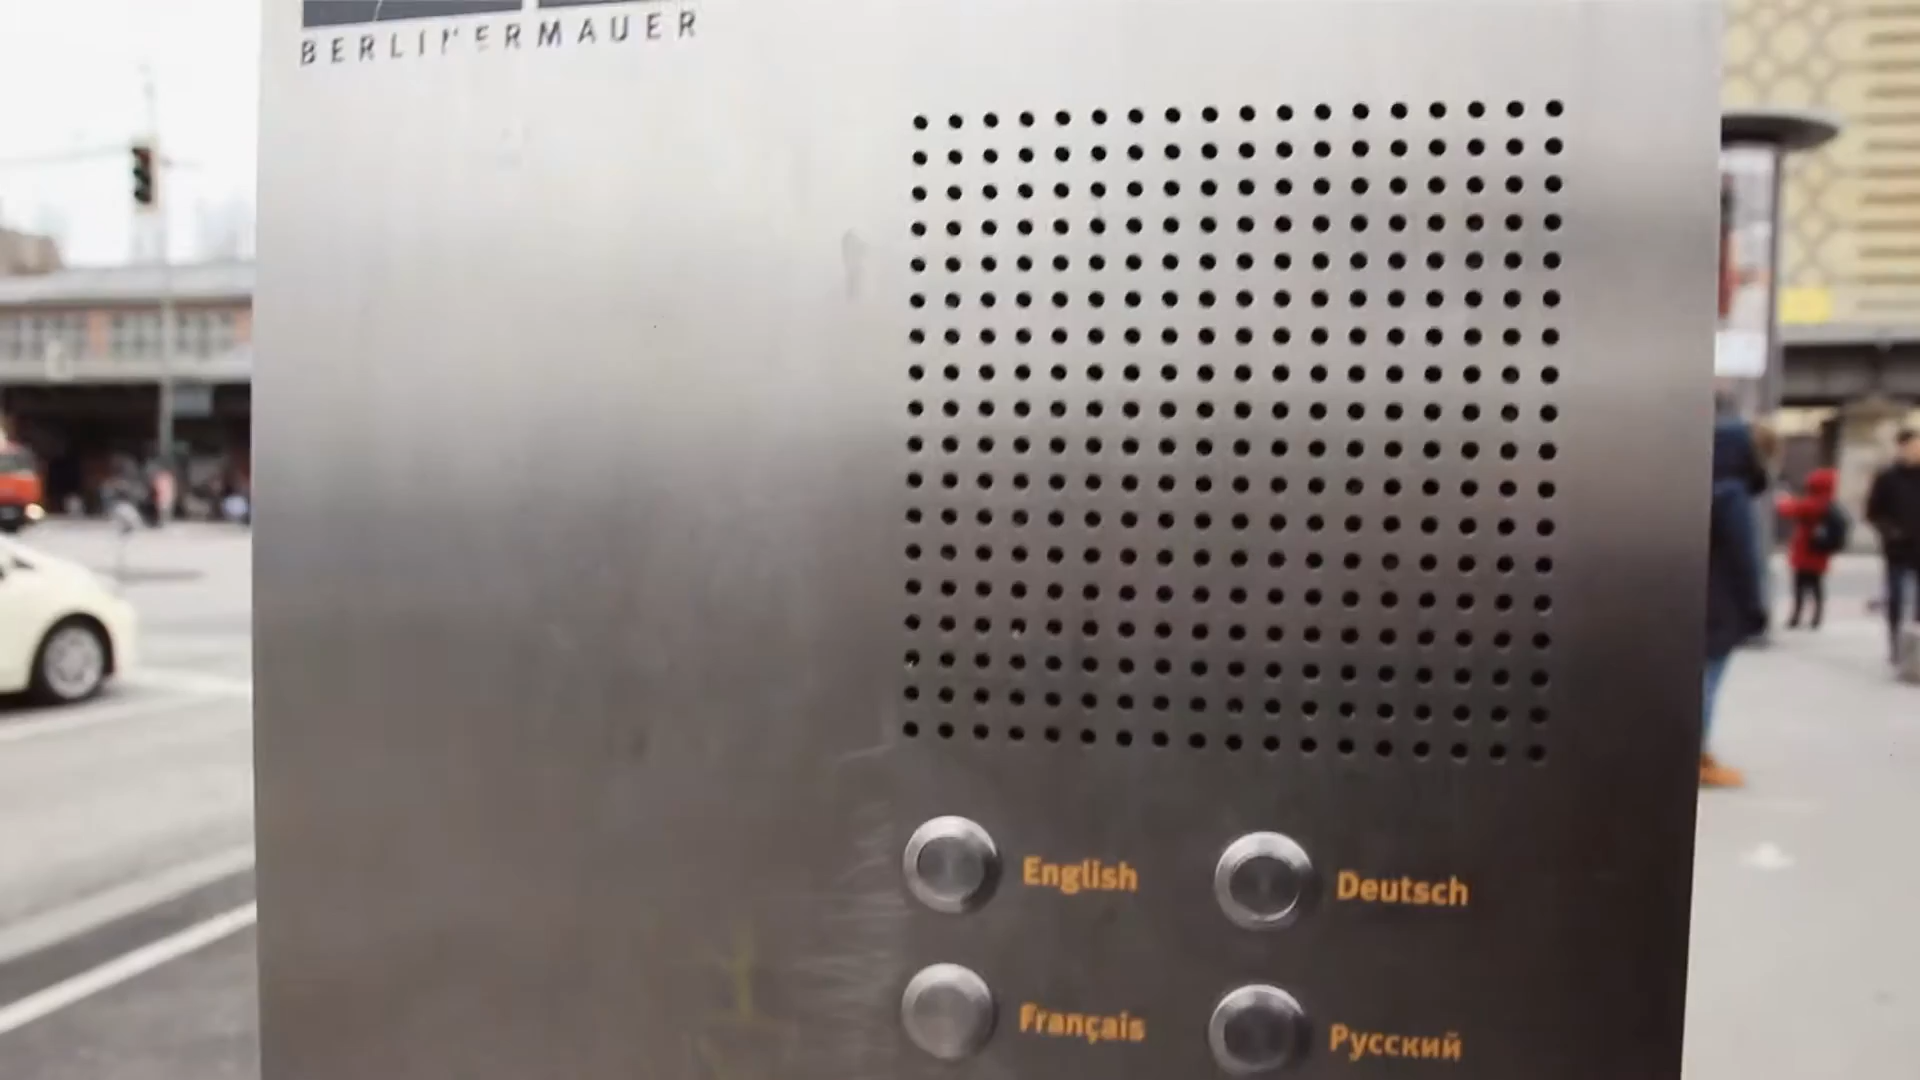 BERLINERMAUER
English
Deutsch
Français
Русский